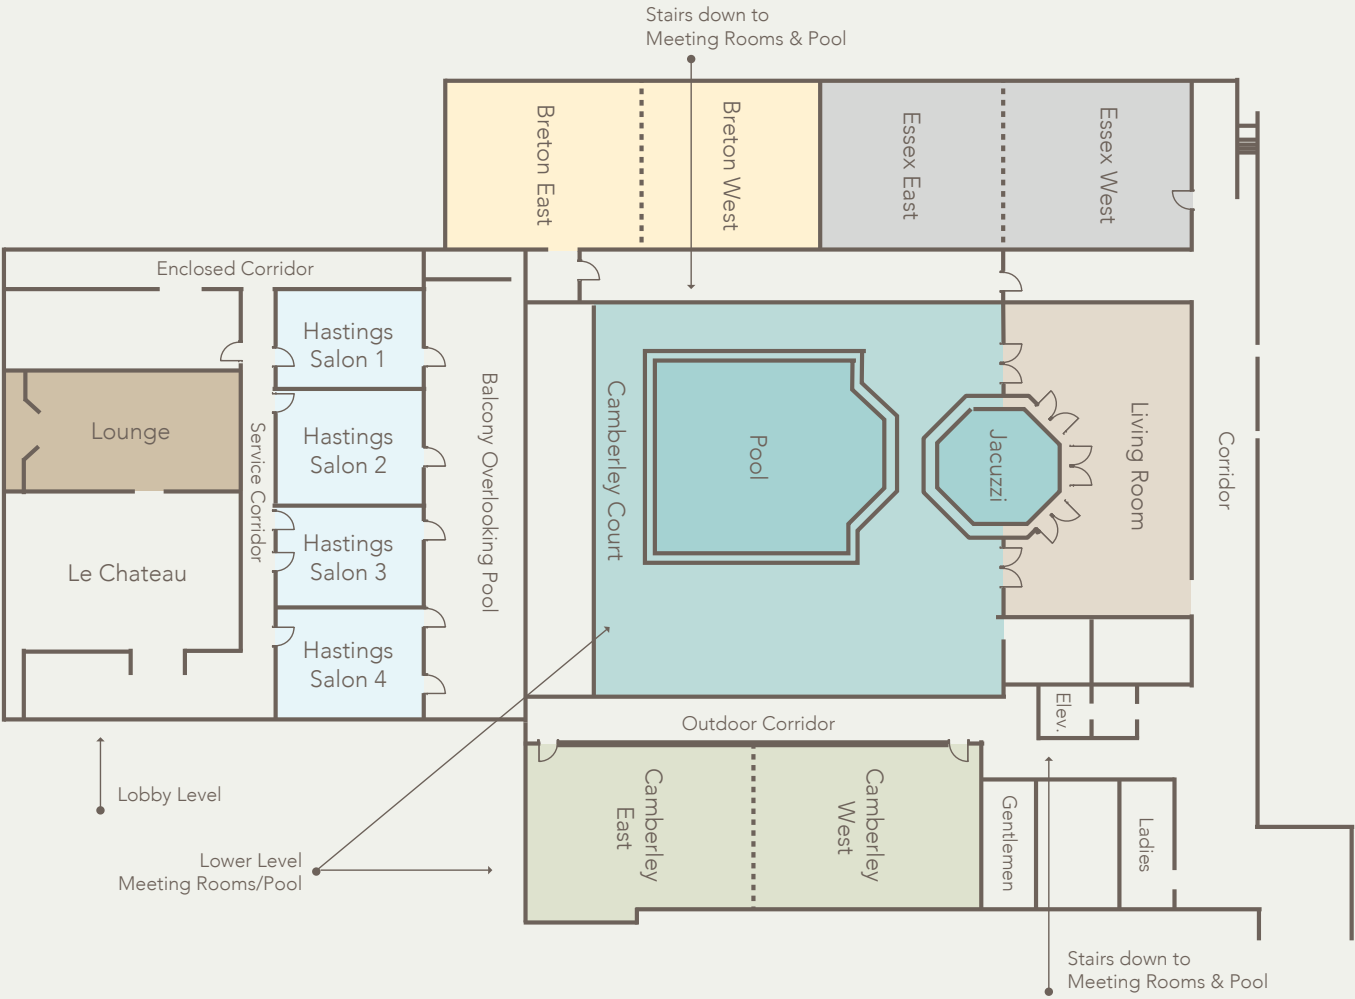 Stairs down to
Meeting Rooms & Pool
Breton East
Breton West
Essex East
Essex West
Enclosed Corridor
Hastings
Salon 1
Hastings
Salon 2
Hastings
Salon 3
Hastings
Salon 4
Lounge
Le Chateau
Service Corridor
Balcony Overlooking Pool
Camberley Court
Pool
Jacuzzi
Living Room
Corridor
Outdoor Corridor
Elev.
Lobby Level
Lower Level
Meeting Rooms/Pool
Camberley
East
Camberley
West
Gentlemen
Ladies
Stairs down to
Meeting Rooms & Pool